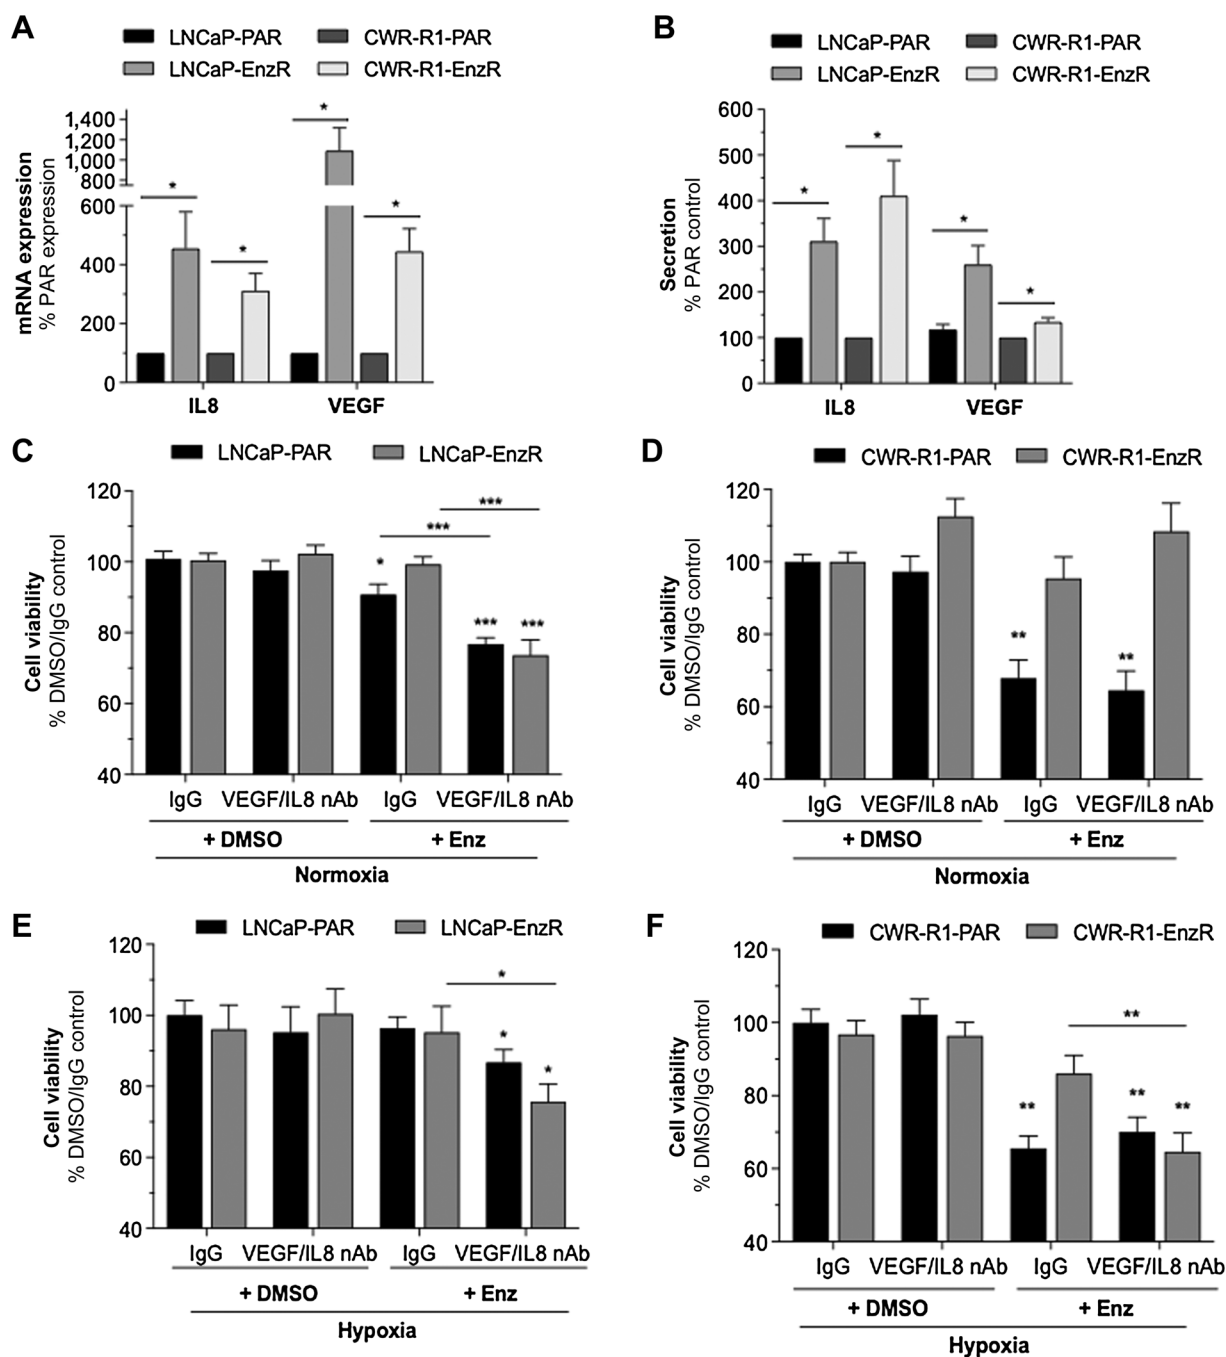 A
LNCaP-PAR CWR-R1-PAR
LNCaP-EnzR CWR-R1-EnzR
mRNA expression
% PAR expression
1,400
1,200
1,000
800
600
400
200
0
* * * *
IL8 VEGF
B
LNCaP-PAR CWR-R1-PAR
LNCaP-EnzR CWR-R1-EnzR
Secretion
% PAR control
600
500
400
300
200
100
0
* * * *
IL8 VEGF
C
LNCaP-PAR LNCaP-EnzR
Cell viability
% DMSO/IgG control
120
100
80
60
40
***
***
*
*** ***
IgG VEGF/IL8 nAb IgG VEGF/IL8 nAb
+ DMSO + Enz
Normoxia
D
CWR-R1-PAR CWR-R1-EnzR
Cell viability
% DMSO/IgG control
120
100
80
60
40
** **
IgG VEGF/IL8 nAb IgG VEGF/IL8 nAb
+ DMSO + Enz
Normoxia
E
LNCaP-PAR LNCaP-EnzR
Cell viability
% DMSO/IgG control
120
100
80
60
40
*
* *
IgG VEGF/IL8 nAb IgG VEGF/IL8 nAb
+ DMSO + Enz
Hypoxia
F
CWR-R1-PAR CWR-R1-EnzR
Cell viability
% DMSO/IgG control
120
100
80
60
40
**
** ** **
IgG VEGF/IL8 nAb IgG VEGF/IL8 nAb
+ DMSO + Enz
Hypoxia